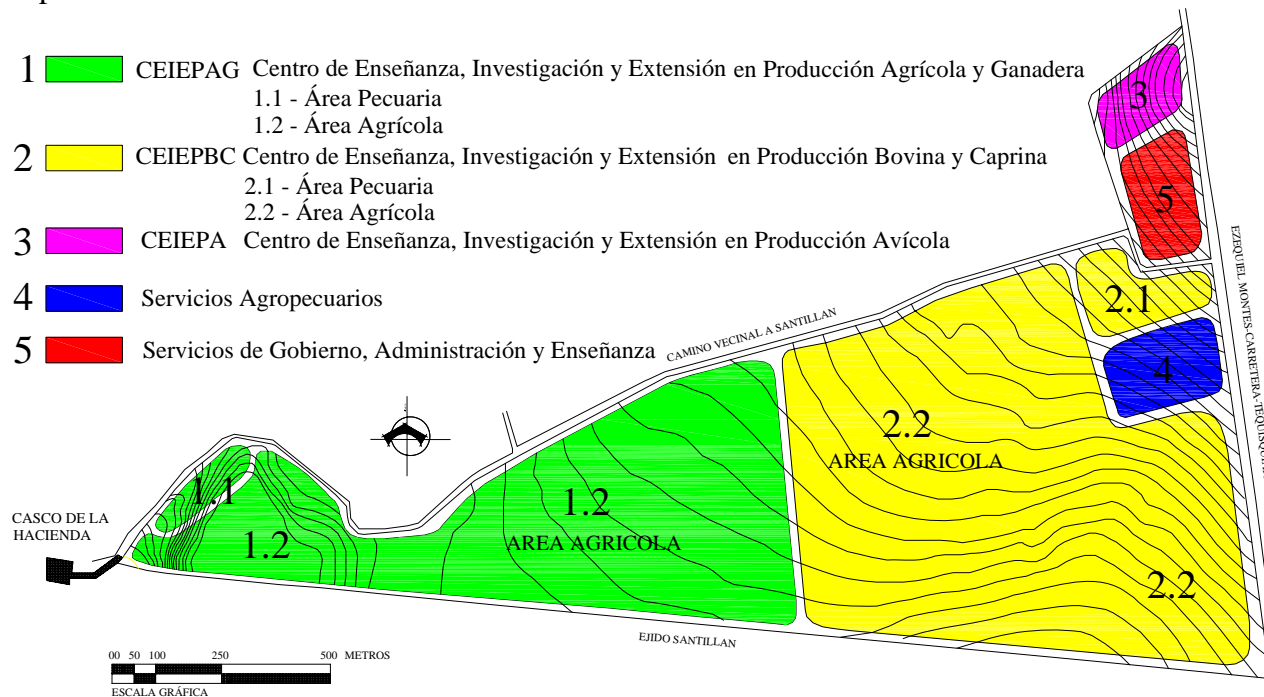 1 CEIEPAG Centro de Enseñanza, Investigación y Extensión en Producción Agrícola y Ganadera
1.1 - Área Pecuaria
1.2 - Área Agrícola
2 CEIEPBC Centro de Enseñanza, Investigación y Extensión en Producción Bovina y Caprina
2.1 - Área Pecuaria
2.2 - Área Agrícola
3 CEIEPA Centro de Enseñanza, Investigación y Extensión en Producción Avícola
4 Servicios Agropecuarios
5 Servicios de Gobierno, Administración y Enseñanza
3
5
EZEQUIEL MONTES-CARRETERA-TEQUISQUI
2.1
4
CAMINO VECINAL A SANTILLAN
2.2
AREA AGRICOLA
1.1
1.2
1.2
AREA AGRICOLA
2.2
CASCO DE LA
HACIENDA
EJIDO SANTILLAN
00 50 100 250 500 METROS
ESCALA GRÁFICA